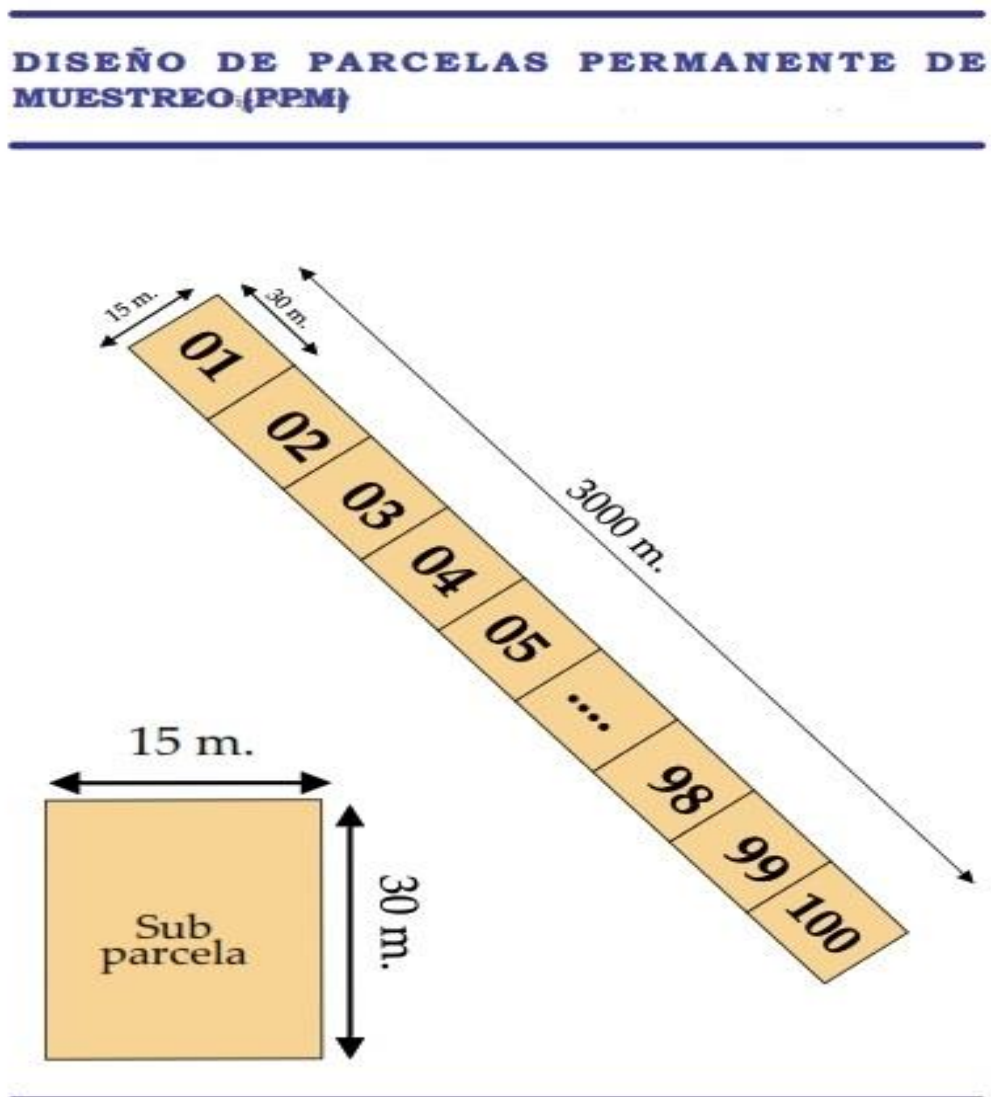 DISEÑO DE PARCELAS PERMANENTE DE
MUESTREO (PPM)
15 m.
30 m.
3000 m.
01
02
03
04
05
....
98
99
100
15 m.
30 m.
Sub
parcela